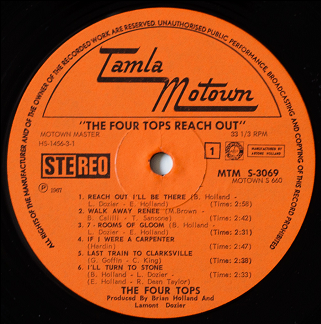 ALL RIGHTS OF THE MANUFACTURER AND OF THE OWNER OF THE RECORDED WORK ARE RESERVED. UNAUTHORISED PUBLIC PERFORMANCE, BROADCASTING AND COPYING OF THIS RECORD PROHIBITED
Tamla
Motown
"THE FOUR TOPS REACH OUT"
MOTOWN MASTER
33 1/3 RPM
HS-1456-3-1
1
MANUFACTURED BY
STEREO
MTM S-3069
MOTOWN S 660
P 1967
1. REACH OUT I'LL BE THERE (B. Holland -
L. Dozier - E. Holland) (Time: 2:56)
2. WALK AWAY RENEE (M.Brown -
B. Calilli - T. Sansone) (Time: 2:42)
3. 7 - ROOMS OF GLOOM (B. Holland -
L. Dozier - E. Holland) (Time: 2:31)
4. IF I WERE A CARPENTER
(Hardin) (Time: 2:47)
5. LAST TRAIN TO CLARKSVILLE
(G. Goffin - C. King) (Time: 2:38)
6. I'LL TURN TO STONE
(B. Holland - L. Dozier - (Time: 2:33)
E. Holland - R. Dean Taylor)
THE FOUR TOPS
Produced By Brian Holland And
Lamont Dozier